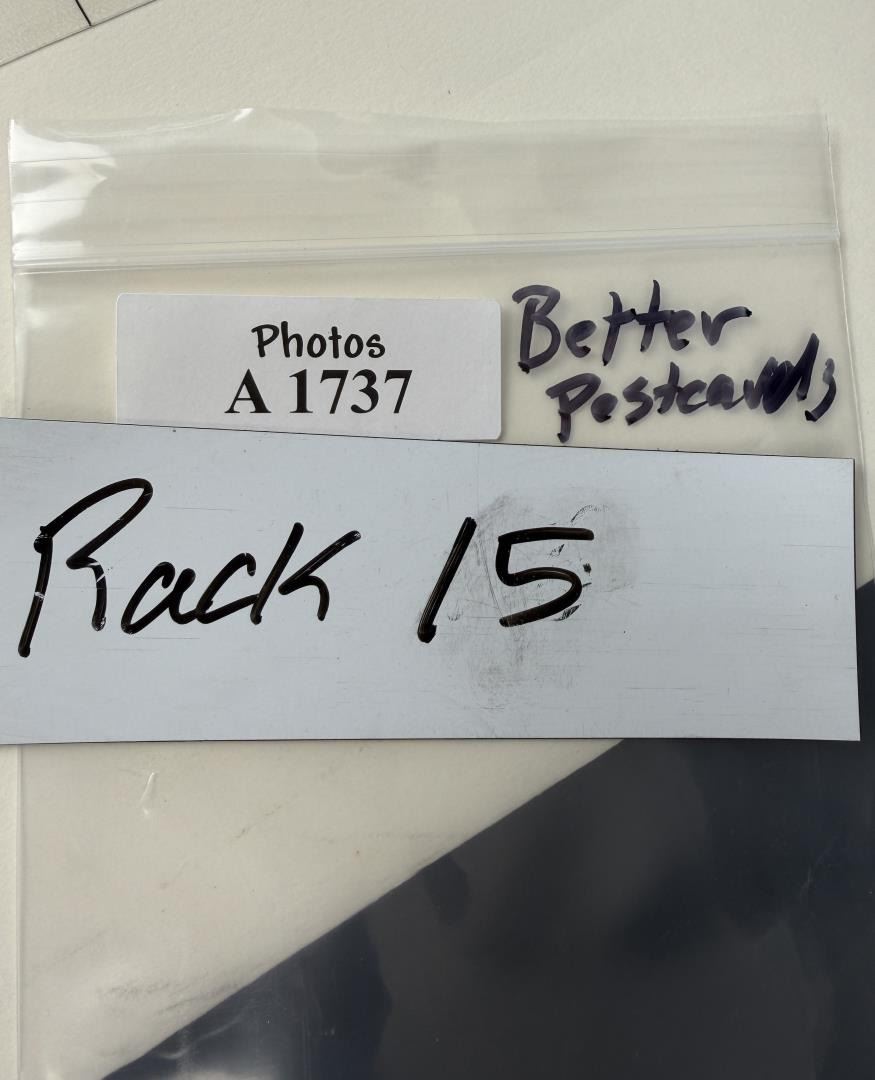 Photos
A 1737
Better
Postcards
Rack 15